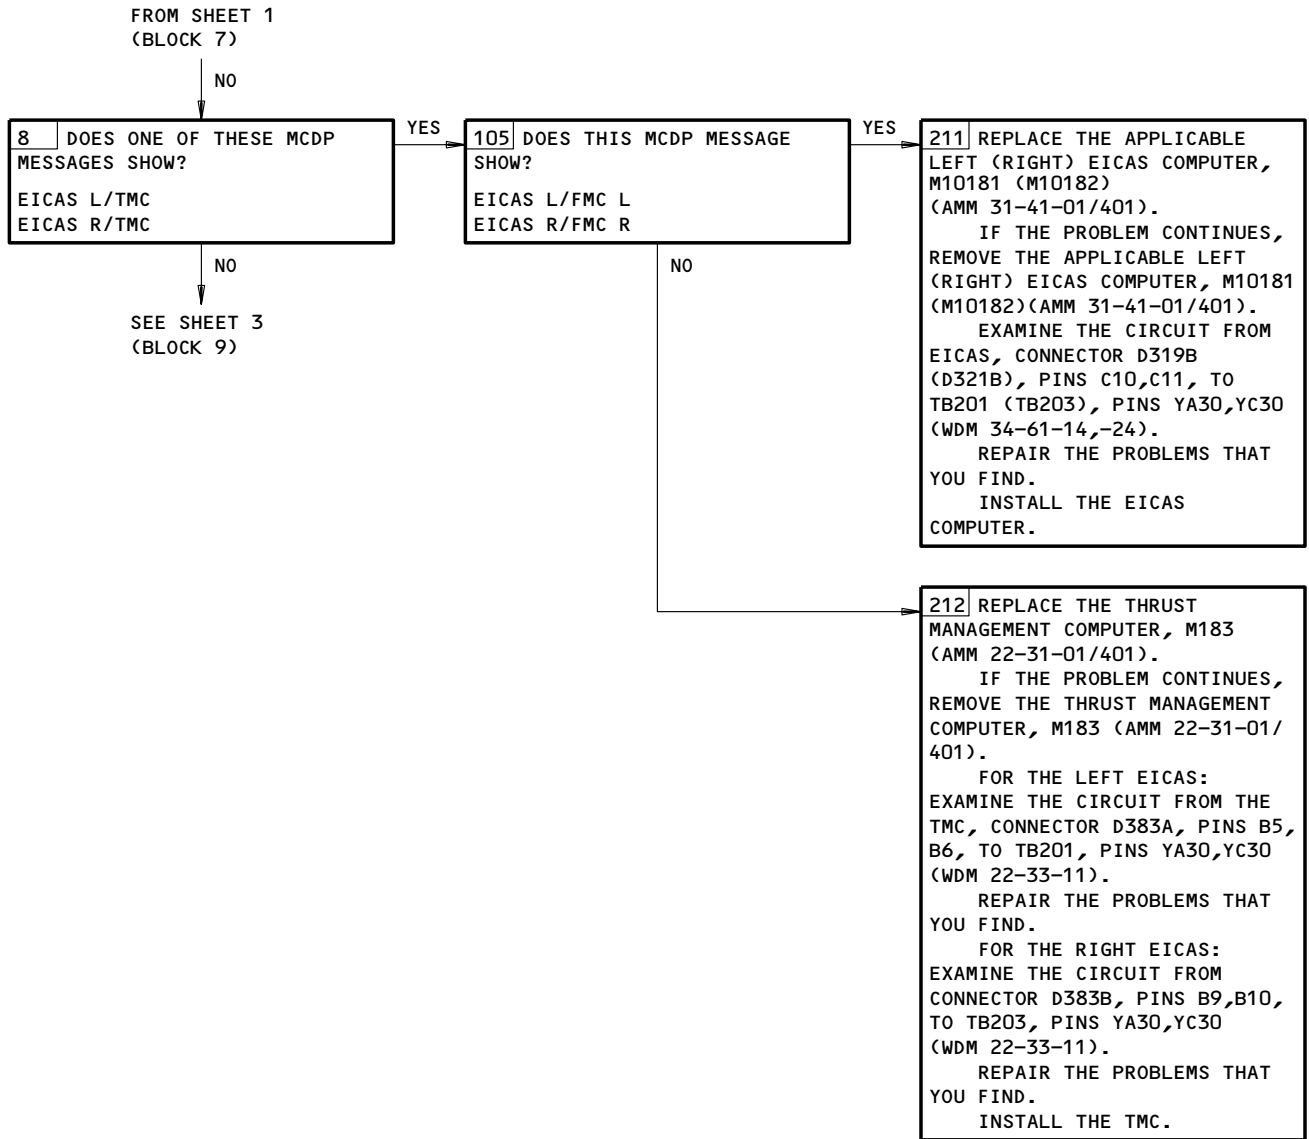 FROM SHEET 1
(BLOCK 7)
NO
8 DOES ONE OF THESE MCDP
MESSAGES SHOW?
EICAS L/TMC
EICAS R/TMC
YES
NO
SEE SHEET 3
(BLOCK 9)
105 DOES THIS MCDP MESSAGE
SHOW?
EICAS L/FMC L
EICAS R/FMC R
YES
NO
211 REPLACE THE APPLICABLE
LEFT (RIGHT) EICAS COMPUTER,
M10181 (M10182)
(AMM 31-41-01/401).
IF THE PROBLEM CONTINUES,
REMOVE THE APPLICABLE LEFT
(RIGHT) EICAS COMPUTER, M10181
(M10182)(AMM 31-41-01/401).
EXAMINE THE CIRCUIT FROM
EICAS, CONNECTOR D319B
(D321B), PINS C10,C11, TO
TB201 (TB203), PINS YA30,YC30
(WDM 34-61-14,-24).
REPAIR THE PROBLEMS THAT
YOU FIND.
INSTALL THE EICAS
COMPUTER.
212 REPLACE THE THRUST
MANAGEMENT COMPUTER, M183
(AMM 22-31-01/401).
IF THE PROBLEM CONTINUES,
REMOVE THE THRUST MANAGEMENT
COMPUTER, M183 (AMM 22-31-01/
401).
FOR THE LEFT EICAS:
EXAMINE THE CIRCUIT FROM THE
TMC, CONNECTOR D383A, PINS B5,
B6, TO TB201, PINS YA30,YC30
(WDM 22-33-11).
REPAIR THE PROBLEMS THAT
YOU FIND.
FOR THE RIGHT EICAS:
EXAMINE THE CIRCUIT FROM
CONNECTOR D383B, PINS B9,B10,
TO TB203, PINS YA30,YC30
(WDM 22-33-11).
REPAIR THE PROBLEMS THAT
YOU FIND.
INSTALL THE TMC.